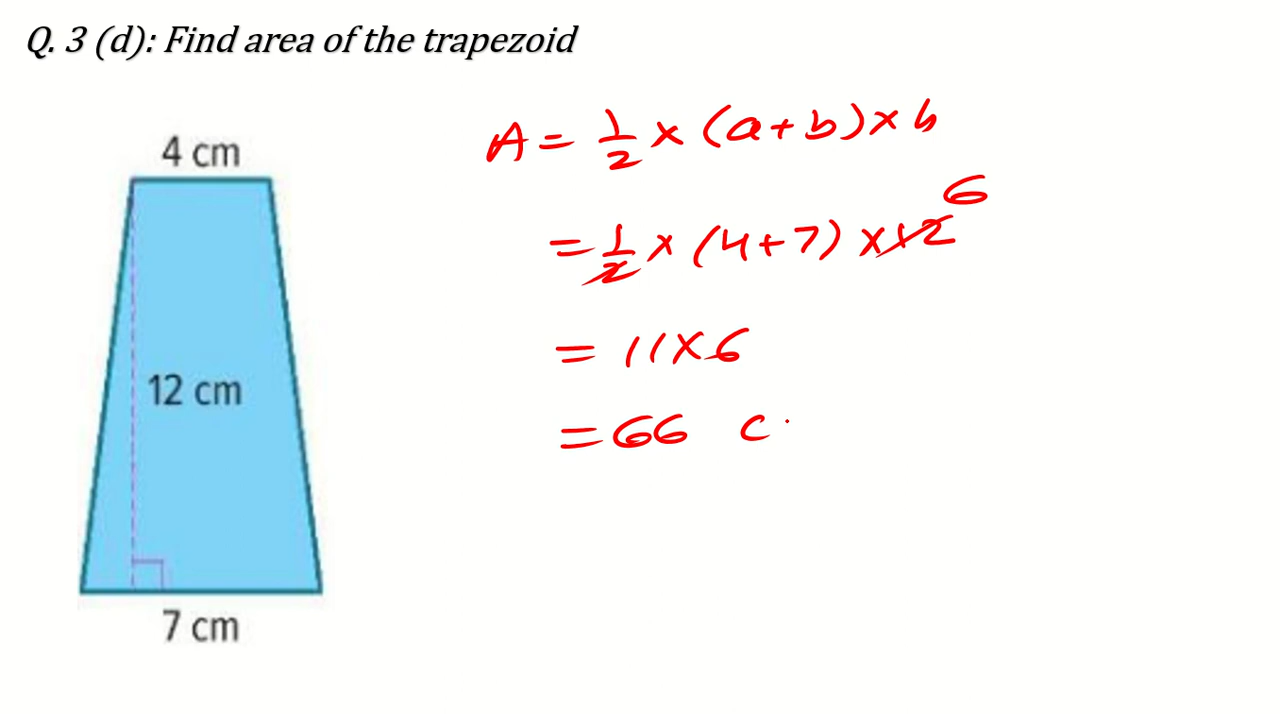 Q. 3 (d): Find area of the trapezoid
A = 1/2 × (a+b) × h
4 cm
= 1/2 × (4+7) × 12 6
= 11 × 6
12 cm
= 66 c
7 cm